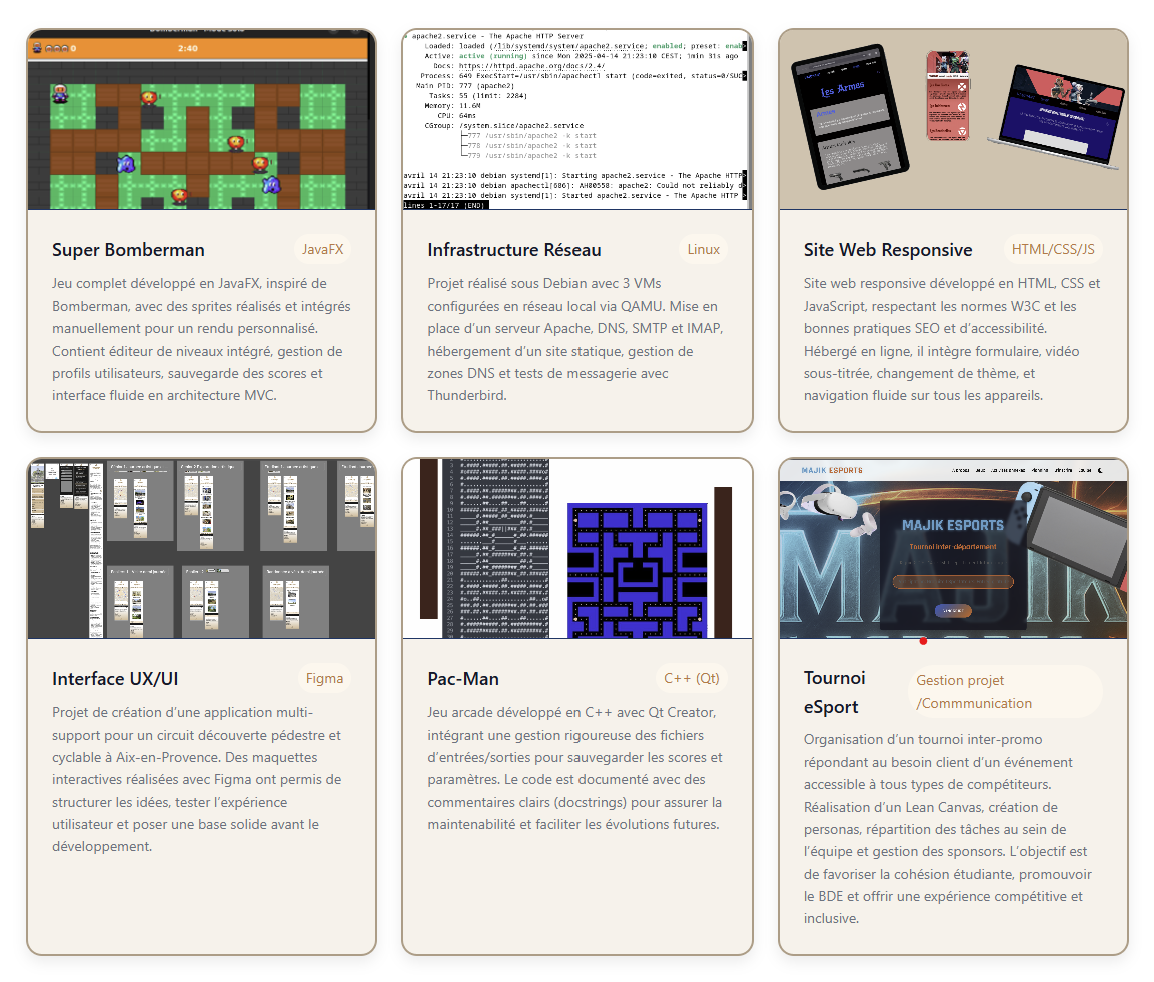 0
2:40
apache2.service - The Apache HTTP Server
Loaded: loaded (/lib/systemd/system/apache2.service; enabled; preset: enab>
Active: active (running) since Mon 2025-04-14 21:23:10 CEST; 1min 31s ago
Docs: https://httpd.apache.org/docs/2.4/
Process: 649 ExecStart=/usr/sbin/apachectl start (code=exited, status=0/SUC>
Main PID: 777 (apache2)
Tasks: 55 (limit: 2284)
Memory: 11.6M
CPU: 64ms
CGroup: /system.slice/apache2.service
├─777 /usr/sbin/apache2 -k start
├─778 /usr/sbin/apache2 -k start
└─779 /usr/sbin/apache2 -k start
avril 14 21:23:10 debian systemd[1]: Starting apache2.service - The Apache HTTP>
avril 14 21:23:10 debian apachectl[686]: AH00558: apache2: Could not reliably d>
avril 14 21:23:10 debian systemd[1]: Started apache2.service - The Apache HTTP
lines 1-17/17 (END)
Les Armes
Super Bomberman
JavaFX
Jeu complet développé en JavaFX, inspiré de
Bomberman, avec des sprites réalisés et intégrés
manuellement pour un rendu personnalisé.
Contient éditeur de niveaux intégré, gestion de
profils utilisateurs, sauvegarde des scores et
interface fluide en architecture MVC.
Infrastructure Réseau
Linux
Projet réalisé sous Debian avec 3 VMs
configurées en réseau local via QAMU. Mise en
place d’un serveur Apache, DNS, SMTP et IMAP,
hébergement d’un site statique, gestion de
zones DNS et tests de messagerie avec
Thunderbird.
Site Web Responsive
HTML/CSS/JS
Site web responsive développé en HTML, CSS et
JavaScript, respectant les normes W3C et les
bonnes pratiques SEO et d’accessibilité.
Hébergé en ligne, il intègre formulaire, vidéo
sous-titrée, changement de thème, et
navigation fluide sur tous les appareils.
MAJIK ESPORTS
MAJIK ESPORTS
Tournoi Inter département
Interface UX/UI
Figma
Projet de création d’une application multi-
support pour un circuit découverte pédestre et
cyclable à Aix-en-Provence. Des maquettes
interactives réalisées avec Figma ont permis de
structurer les idées, tester l’expérience
utilisateur et poser une base solide avant le
développement.
Pac-Man
C++ (Qt)
Jeu arcade développé en C++ avec Qt Creator,
intégrant une gestion rigoureuse des fichiers
d’entrées/sorties pour sauvegarder les scores et
paramètres. Le code est documenté avec des
commentaires clairs (docstrings) pour assurer la
maintenabilité et faciliter les évolutions futures.
Tournoi
eSport
Gestion projet
/Commmunication
Organisation d’un tournoi inter-promo
répondant au besoin client d’un événement
accessible à tous types de compétiteurs.
Réalisation d’un Lean Canvas, création de
personas, répartition des tâches au sein de
l’équipe et gestion des sponsors. L’objectif est
de favoriser la cohésion étudiante, promouvoir
le BDE et offrir une expérience compétitive et
inclusive.